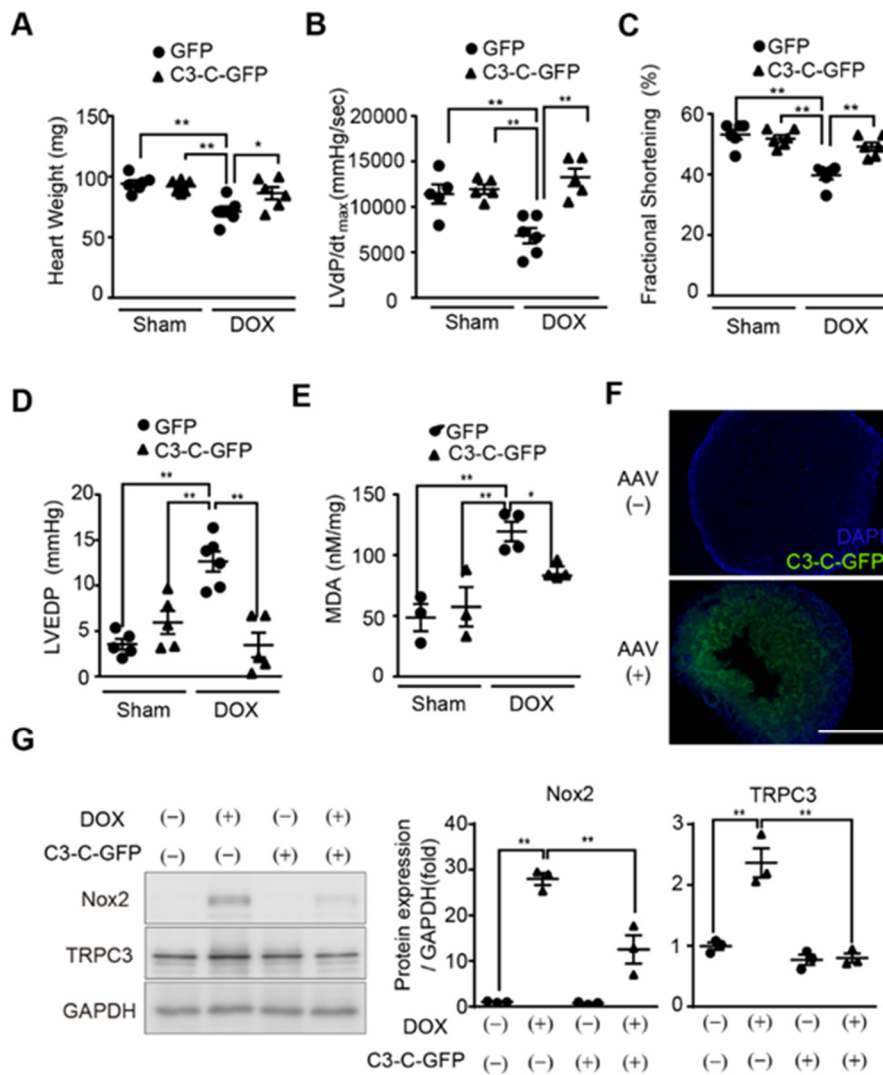 A
GFP
C3-C-GFP
Heart Weight (mg)
150
100
50
0
**
**
*
Sham
DOX
B
GFP
C3-C-GFP
LVdP/dtmax(mmHg/sec)
20000
15000
10000
5000
0
**
**
**
Sham
DOX
C
GFP
C3-C-GFP
Fractional Shortening (%)
60
40
20
0
**
**
**
Sham
DOX
D
GFP
C3-C-GFP
LVEDP (mmHg)
20
15
10
5
0
**
**
**
Sham
DOX
E
GFP
C3-C-GFP
MDA (nM/mg)
150
100
50
0
**
**
*
Sham
DOX
F
AAV
(−)
DAPI
C3-C-GFP
AAV
(+)
G
DOX (−) (+) (−) (+)
C3-C-GFP (−) (−) (+) (+)
Nox2
TRPC3
GAPDH
Nox2
Protein expression
/ GAPDH(fold)
40
30
20
10
0
**
**
TRPC3
3
2
1
0
**
**
DOX (−) (+) (−) (+) (−) (+) (−) (+)
C3-C-GFP (−) (−) (+) (+) (−) (−) (+) (+)